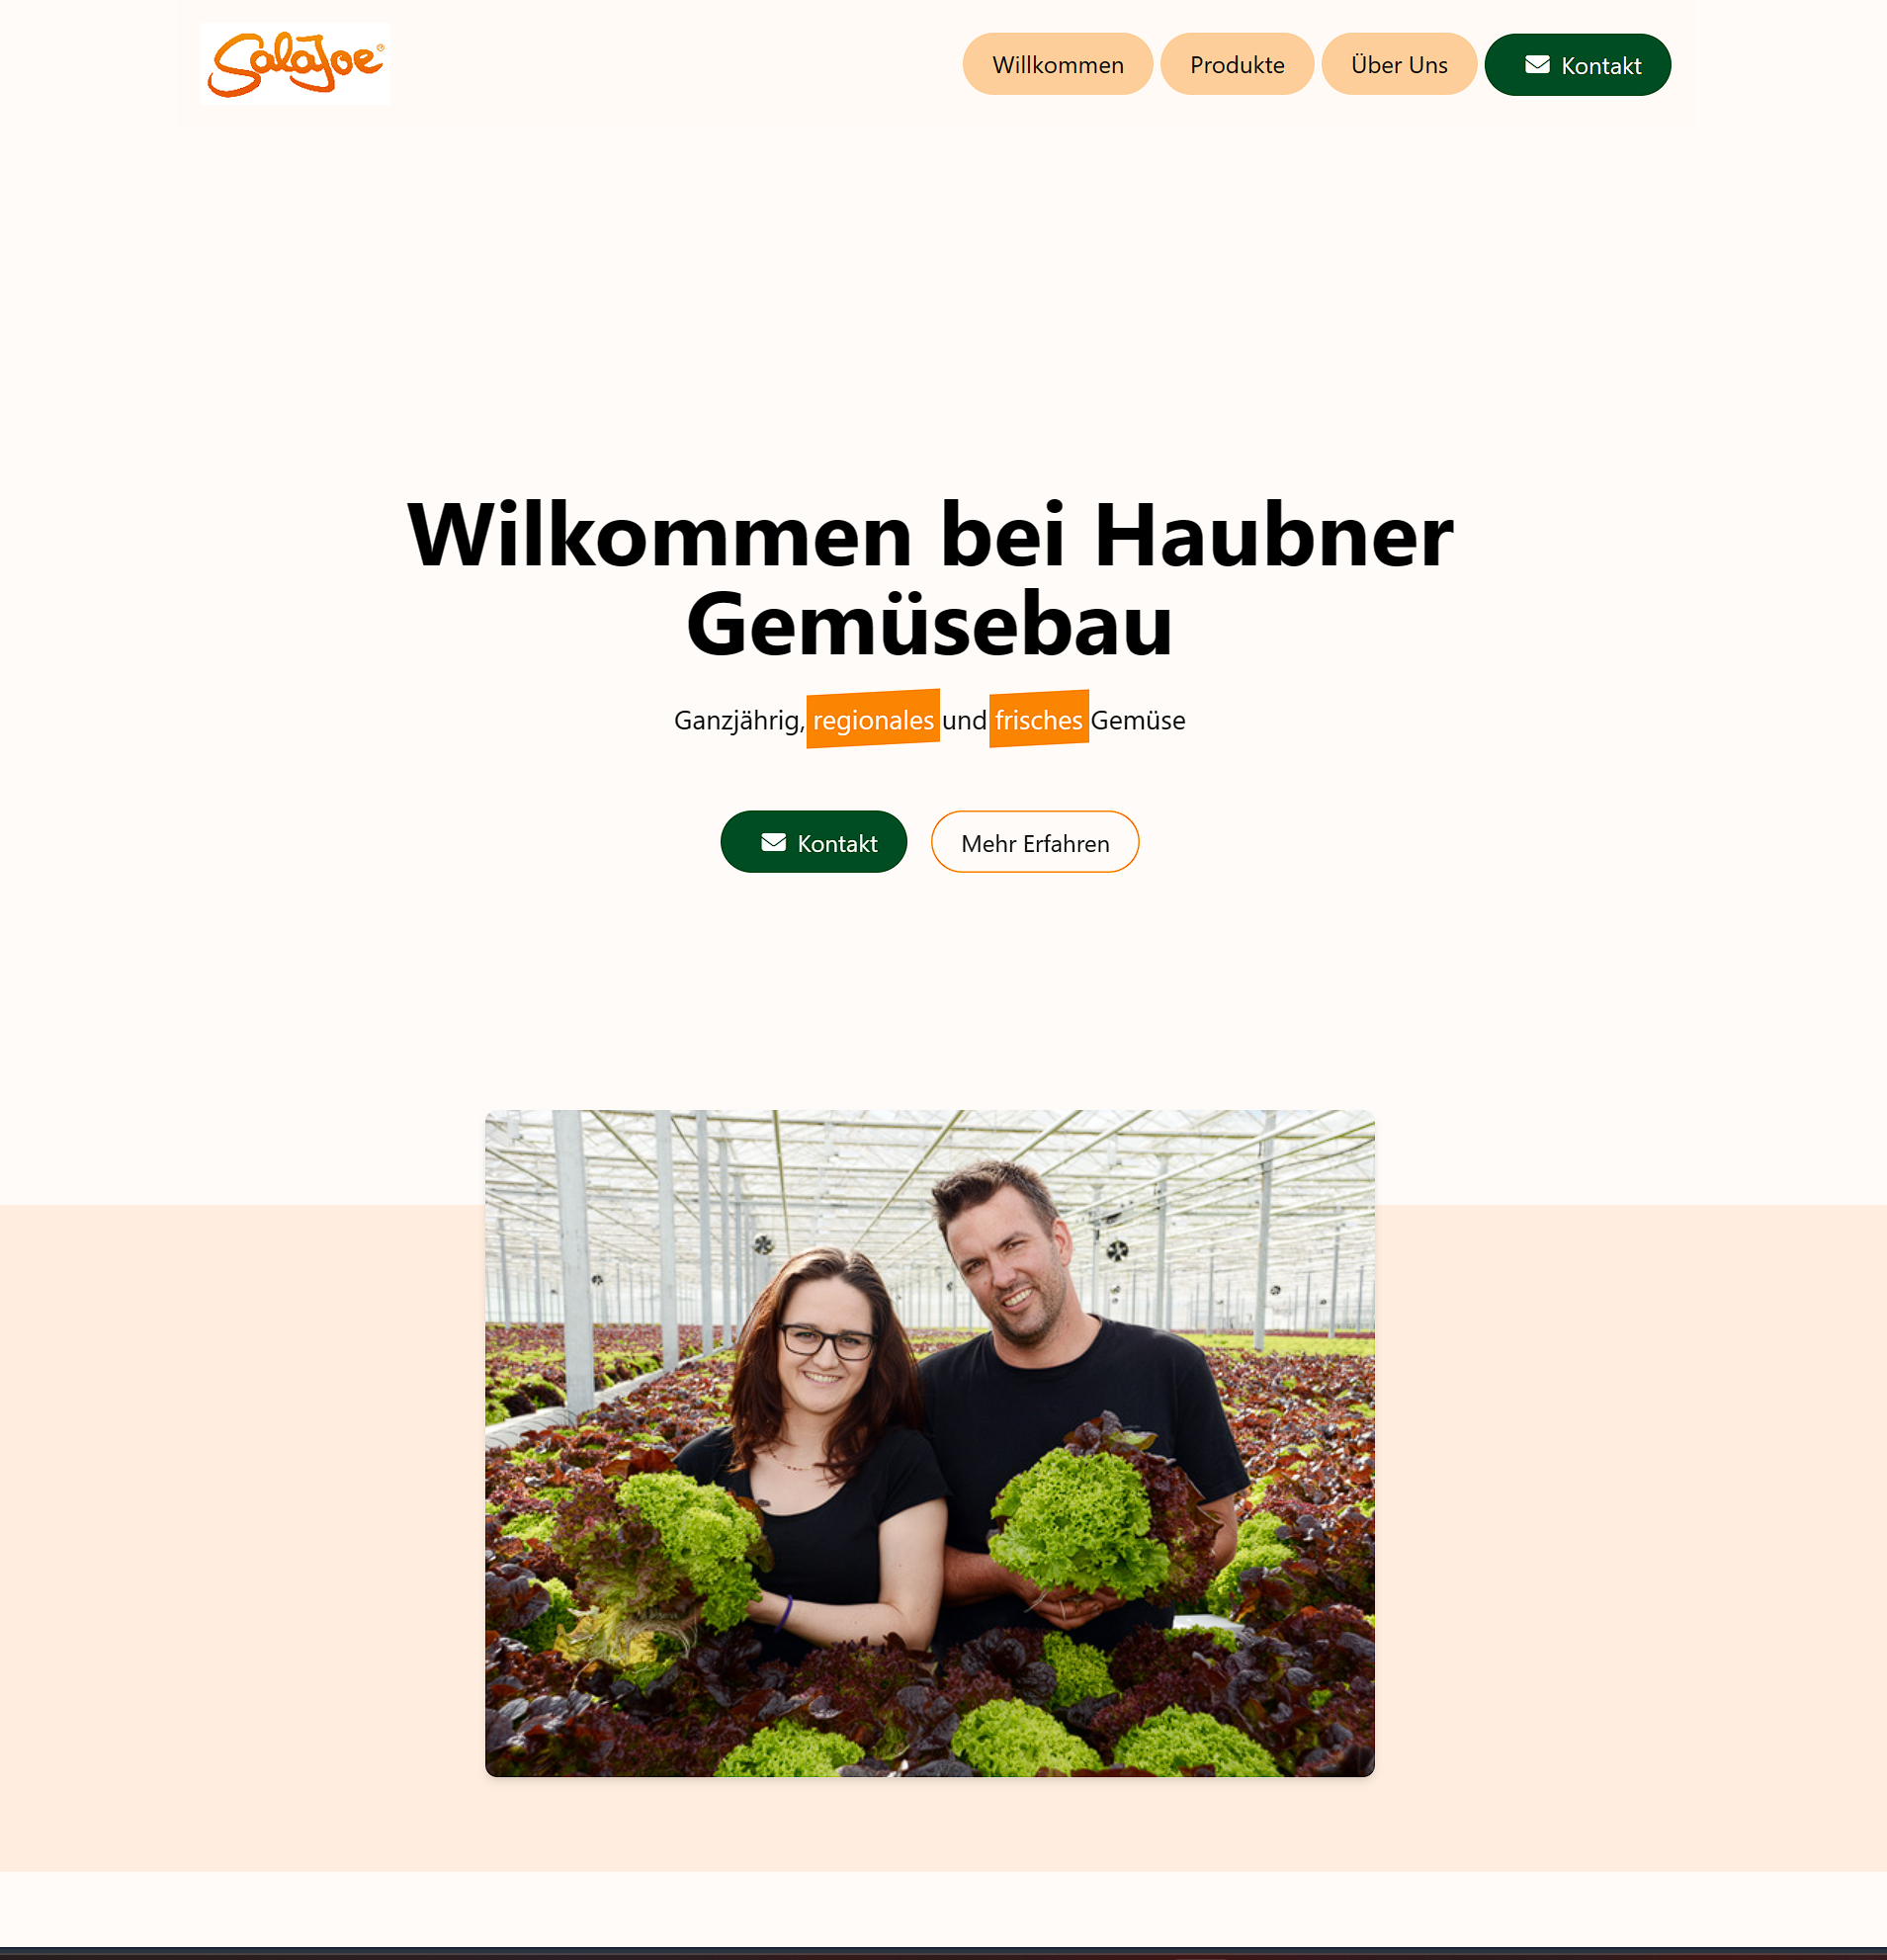 SalaJoe®
Willkommen Produkte Über Uns Kontakt
Wilkommen bei Haubner
Gemüsebau
Ganzjährig, regionales und frisches Gemüse
Kontakt Mehr Erfahren